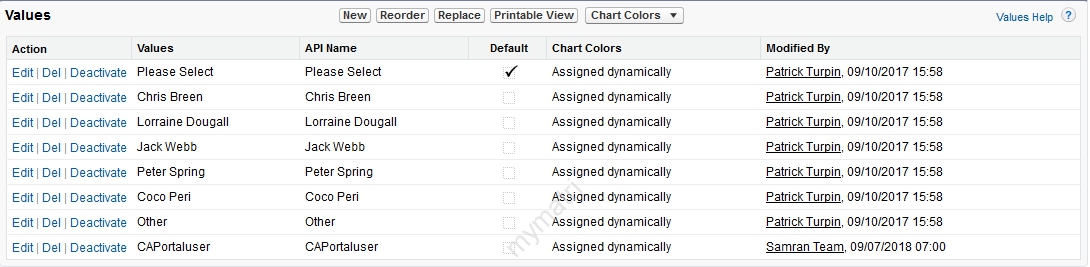 Values New Reorder Replace Printable View Chart Colors Values Help ?
Action Values API Name Default Chart Colors Modified By
Edit | Del | Deactivate Please Select Please Select Assigned dynamically Patrick Turpin, 09/10/2017 15:58
Edit | Del | Deactivate Chris Breen Chris Breen Assigned dynamically Patrick Turpin, 09/10/2017 15:58
Edit | Del | Deactivate Lorraine Dougall Lorraine Dougall Assigned dynamically Patrick Turpin, 09/10/2017 15:58
Edit | Del | Deactivate Jack Webb Jack Webb Assigned dynamically Patrick Turpin, 09/10/2017 15:58
Edit | Del | Deactivate Peter Spring Peter Spring Assigned dynamically Patrick Turpin, 09/10/2017 15:58
Edit | Del | Deactivate Coco Peri Coco Peri Assigned dynamically Patrick Turpin, 09/10/2017 15:58
Edit | Del | Deactivate Other Other Assigned dynamically Patrick Turpin, 09/10/2017 15:58
Edit | Del | Deactivate CAPortaluser CAPortaluser Assigned dynamically Samran Team, 09/07/2018 07:00